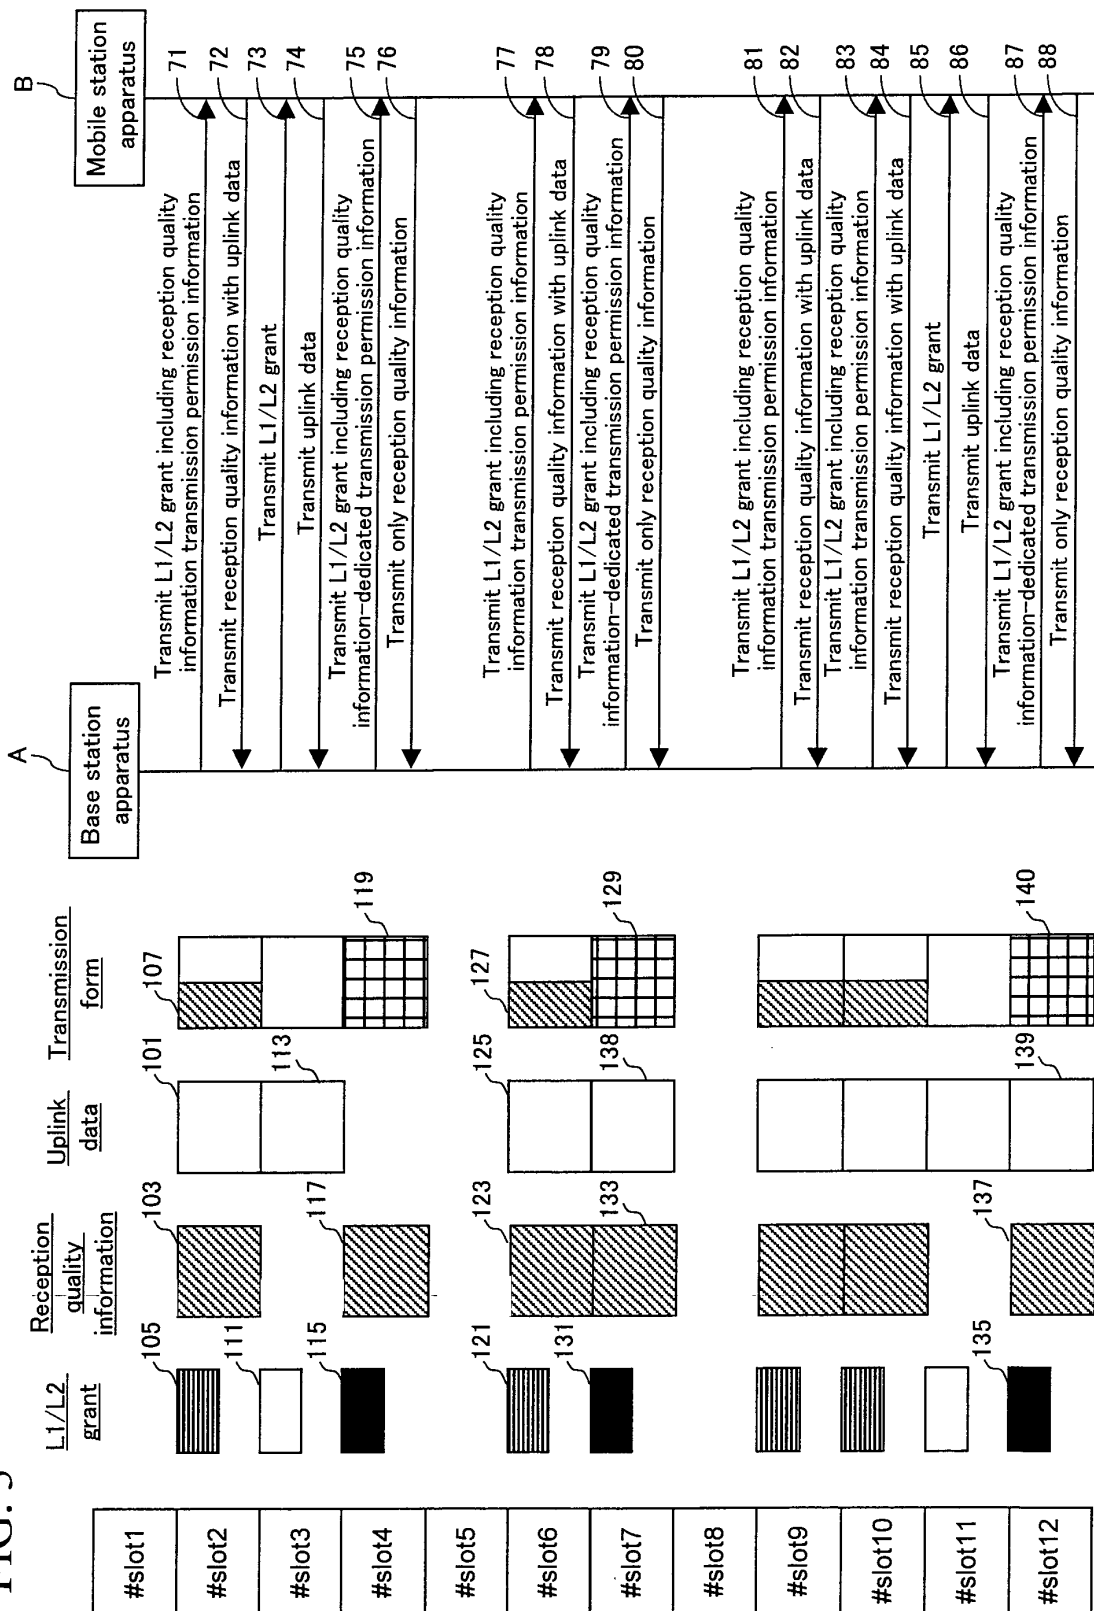 FIG. 5
A
Base station
apparatus
B
Mobile station
apparatus
L1/L2
grant
Reception
quality
information
Uplink
data
Transmission
form
#slot1
#slot2
#slot3
#slot4
#slot5
#slot6
#slot7
#slot8
#slot9
#slot10
#slot11
#slot12
105
111
115
121
131
135
103
117
123
133
137
101
113
125
138
139
107
119
127
129
140
Transmit L1/L2 grant including reception quality
information transmission permission information
71
Transmit reception quality information with uplink data
72
Transmit L1/L2 grant
73
Transmit uplink data
74
Transmit L1/L2 grant including reception quality
information-dedicated transmission permission information
75
Transmit only reception quality information
76
Transmit L1/L2 grant including reception quality
information transmission permission information
77
Transmit reception quality information with uplink data
78
Transmit L1/L2 grant including reception quality
information-dedicated transmission permission information
79
Transmit only reception quality information
80
Transmit L1/L2 grant including reception quality
information transmission permission information
81
Transmit reception quality information with uplink data
82
Transmit L1/L2 grant including reception quality
information transmission permission information
83
Transmit reception quality information with uplink data
84
Transmit L1/L2 grant
85
Transmit uplink data
86
Transmit L1/L2 grant including reception quality
information-dedicated transmission permission information
87
Transmit only reception quality information
88